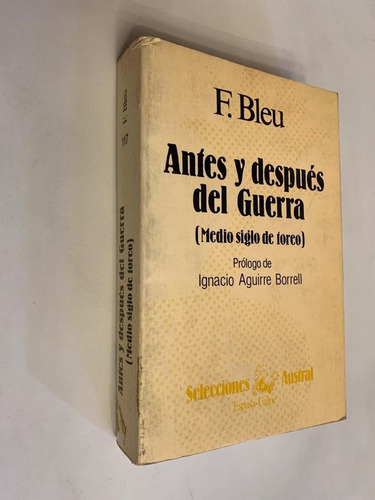 F. Bleu
Antes y después
del Guerra
(Medio siglo de toreo)
Prólogo de
Ignacio Aguirre Borrell
Selecciones Austral
Espasa-Calpe
F. Bleu
Antes y después del Guerra
(Medio siglo de toreo)